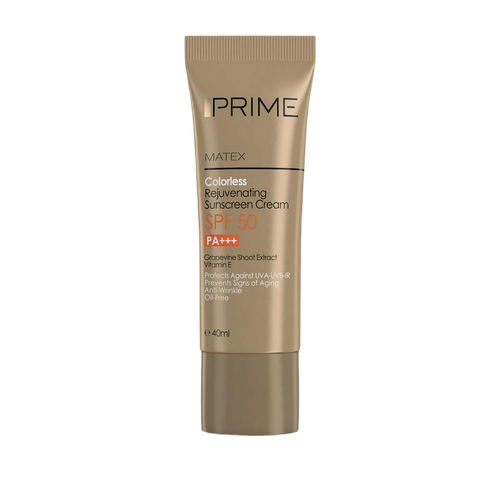 PRIME
MATEX
Colorless
Rejuvenating
Sunscreen Cream
SPF 50
PA+++
Grapevine Shoot Extract
Vitamin E
Protects Against UVA-UVB-IR
Prevents Signs of Aging
Anti-Wrinkle
Oil-Free
e 40ml